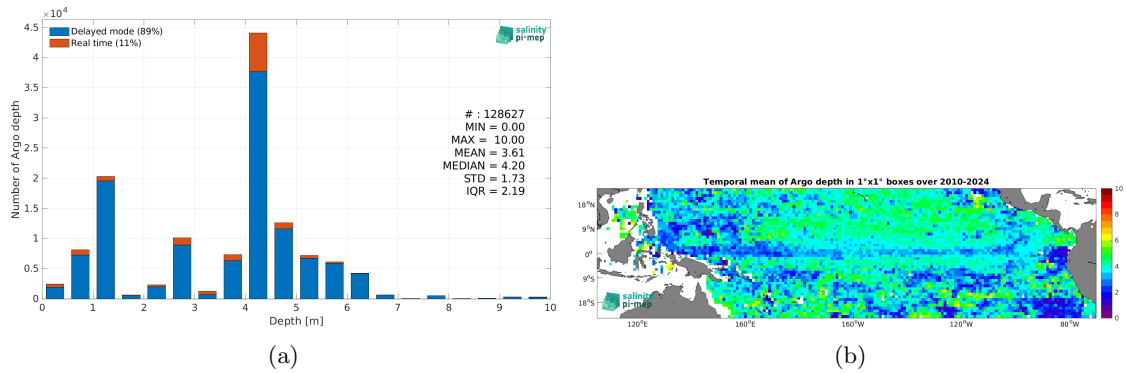 ×10⁴
4.5
4
3.5
3
2.5
2
1.5
1
0.5
0
Number of Argo depth
Delayed mode (89%)
Real time (11%)
salinity
pi-mep
# : 128627
MIN = 0.00
MAX = 10.00
MEAN = 3.61
MEDIAN = 4.20
STD = 1.73
IQR = 2.19
0 1 2 3 4 5 6 7 8 9 10
Depth [m]
(a)
Temporal mean of Argo depth in 1°x1° boxes over 2010-2024
18°N
9°N
0°
9°S
18°S
salinity
pi-mep
120°E 160°E 160°W 120°W 80°W
10
8
6
4
2
0
(b)